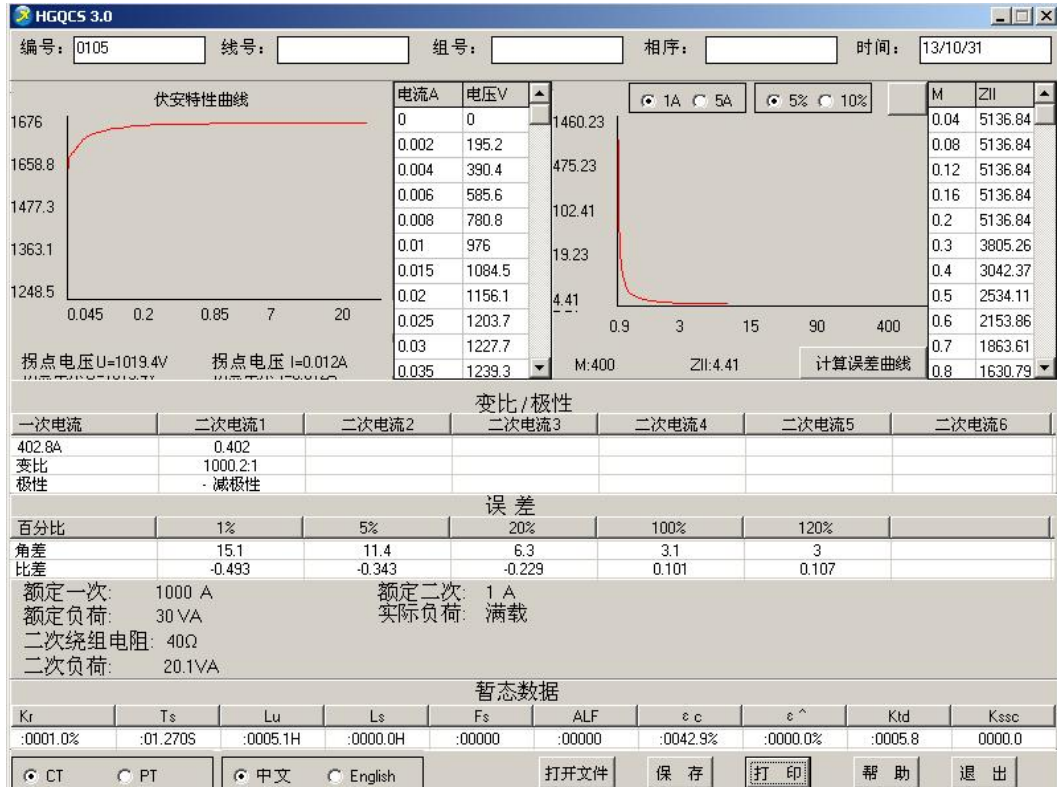 HGQCS 3.0
编号: 0105 线号: 组号: 相序: 时间: 13/10/31
伏安特性曲线
1676
1658.8
1477.3
1363.1
1248.5
0.045 0.2 0.85 7 20
拐点电压U=1019.4V 拐点电压 I=0.012A
电流A 电压V
0 0
0.002 195.2
0.004 390.4
0.006 585.6
0.008 780.8
0.01 976
0.015 1084.5
0.02 1156.1
0.025 1203.7
0.03 1227.7
0.035 1239.3
1A 5A 5% 10%
1460.23
475.23
102.41
19.23
4.41
0.9 3 15 90 400
M:400 ZII:4.41 计算误差曲线
M ZII
0.04 5136.84
0.08 5136.84
0.12 5136.84
0.16 5136.84
0.2 5136.84
0.3 3805.26
0.4 3042.37
0.5 2534.11
0.6 2153.86
0.7 1863.61
0.8 1630.79
变比/极性
一次电流 二次电流1 二次电流2 二次电流3 二次电流4 二次电流5 二次电流6
402.8A 0.402
变比 1000.2:1
极性 - 减极性
误 差
百分比 1% 5% 20% 100% 120%
角差 15.1 11.4 6.3 3.1 3
比差 -0.493 -0.343 -0.229 0.101 0.107
额定一次: 1000 A 额定二次: 1 A
额定负荷: 30 VA 实际负荷: 满载
二次绕组电阻: 40Ω
二次负荷: 20.1VA
暂态数据
Kr Ts Lu Ls Fs ALF ε c ε ^ Ktd Kssc
:0001.0% :01.270S :0005.1H :0000.0H :00000 :00000 :0042.9% :0000.0% :0005.8 0000.0
CT PT 中文 English 打开文件 保 存 打 印 帮 助 退 出